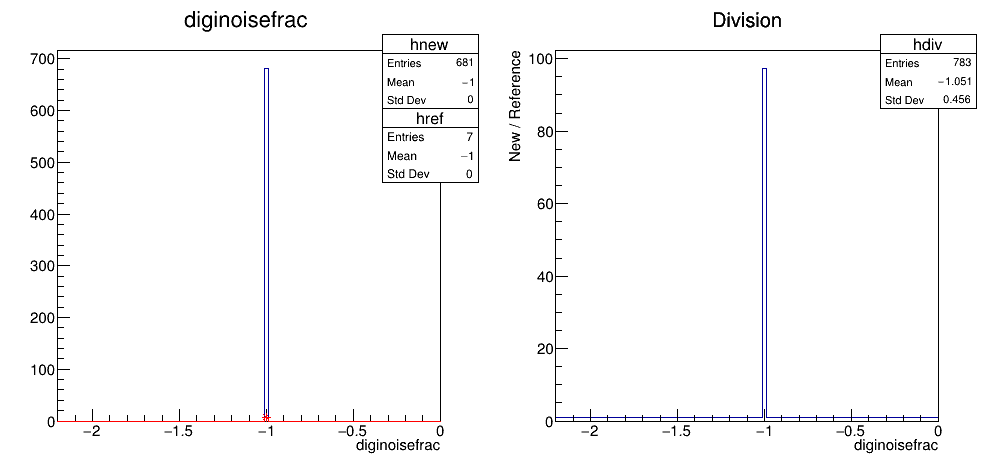 diginoisefrac
hnew
Entries 681
Mean −1
Std Dev 0
href
Entries 7
Mean −1
Std Dev 0
700
600
500
400
300
200
100
0
−2 −1.5 −1 −0.5 0
diginoisefrac
Division
hdiv
Entries 783
Mean −1.051
Std Dev 0.456
New / Reference
100
80
60
40
20
0
−2 −1.5 −1 −0.5 0
diginoisefrac